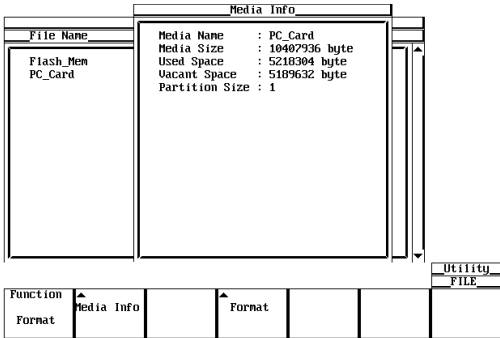 Media Info
File Name
Media Name : PC_Card
Media Size : 10407936 byte
Used Space : 5218304 byte
Vacant Space : 5189632 byte
Partition Size : 1
Flash_Mem
PC_Card
Utility
FILE
Function
Format
Media Info
Format